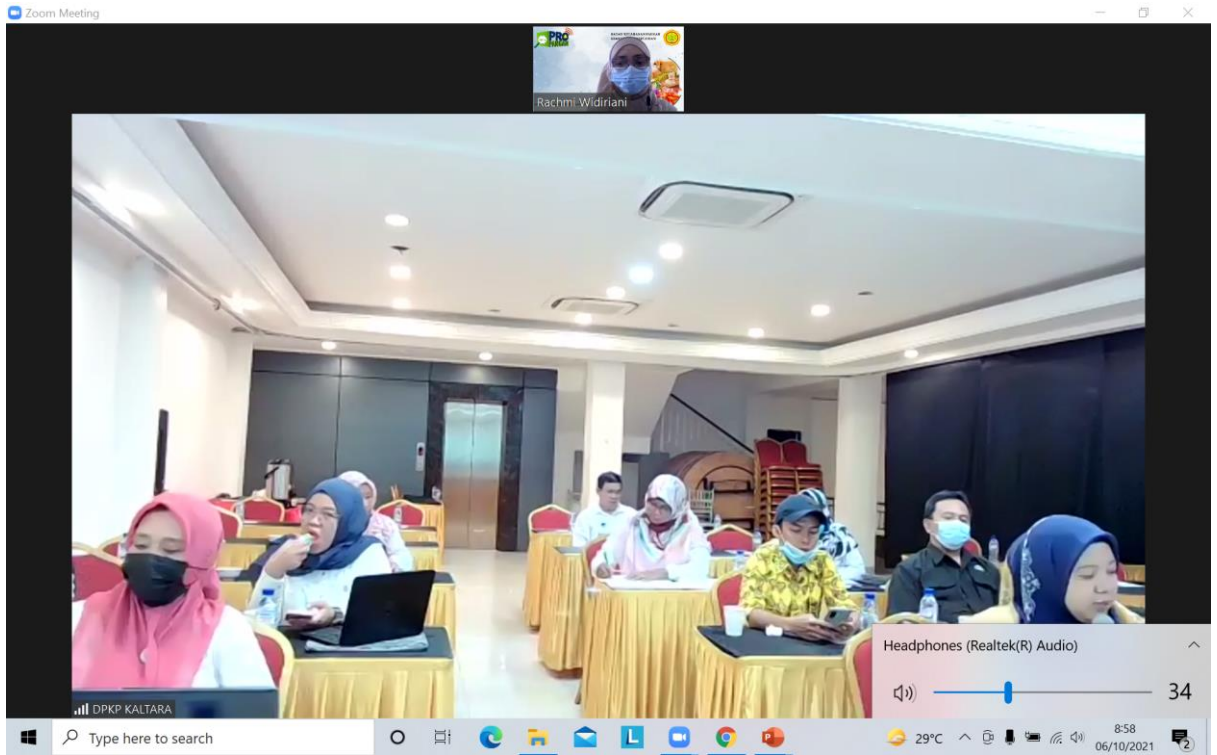 Zoom Meeting
PRO
Rachmi Widiriani
DPKP KALTARA
Headphones (Realtek(R) Audio)
34
Type here to search
L
29°C
8:58
06/10/2021
2